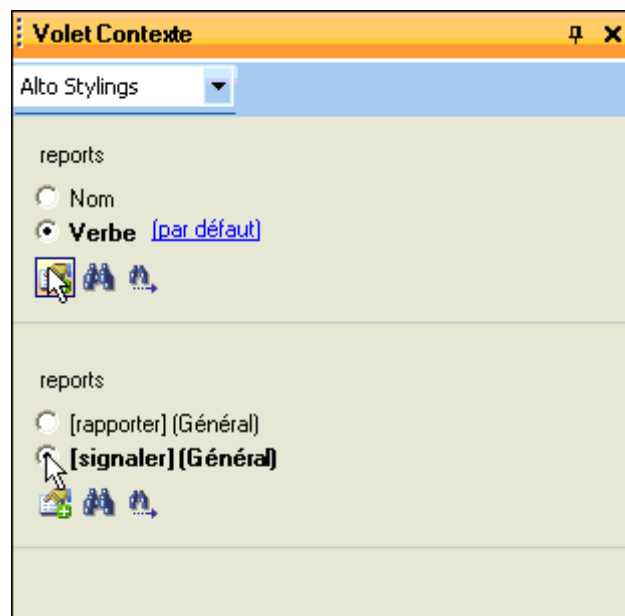 Volet Contexte
Alto Stylings
reports
Nom
Verbe (par défaut)
reports
[rapporter] (Général)
[signaler] (Général)